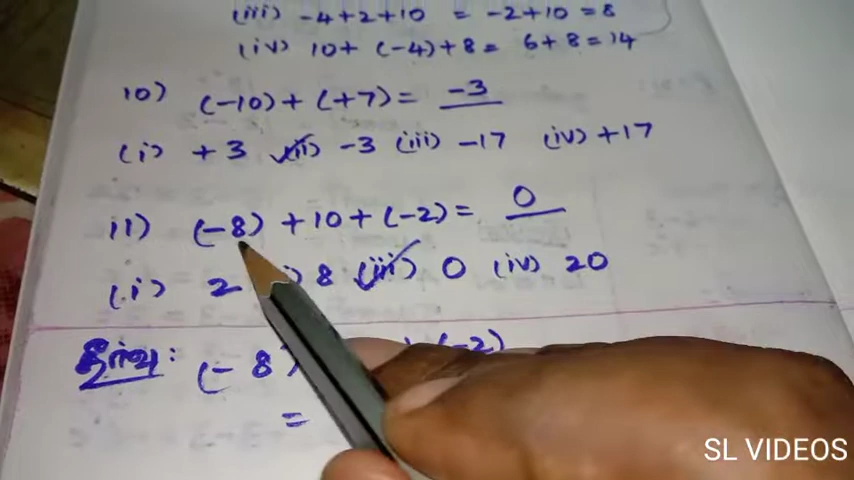 (iii) -4+2+10 = -2+10 = 8
(iv) 10+ (-4)+8 = 6+8 = 14
10) (-10)+(+7) = -3
(i) +3 (ii) -3 (iii) -17 (iv) +17
11) (-8) +10+(-2) = 0
(i) 2 8 (iii) 0 (iv) 20
தீர்வு: (-8) (-2)
=
SL VIDEOS